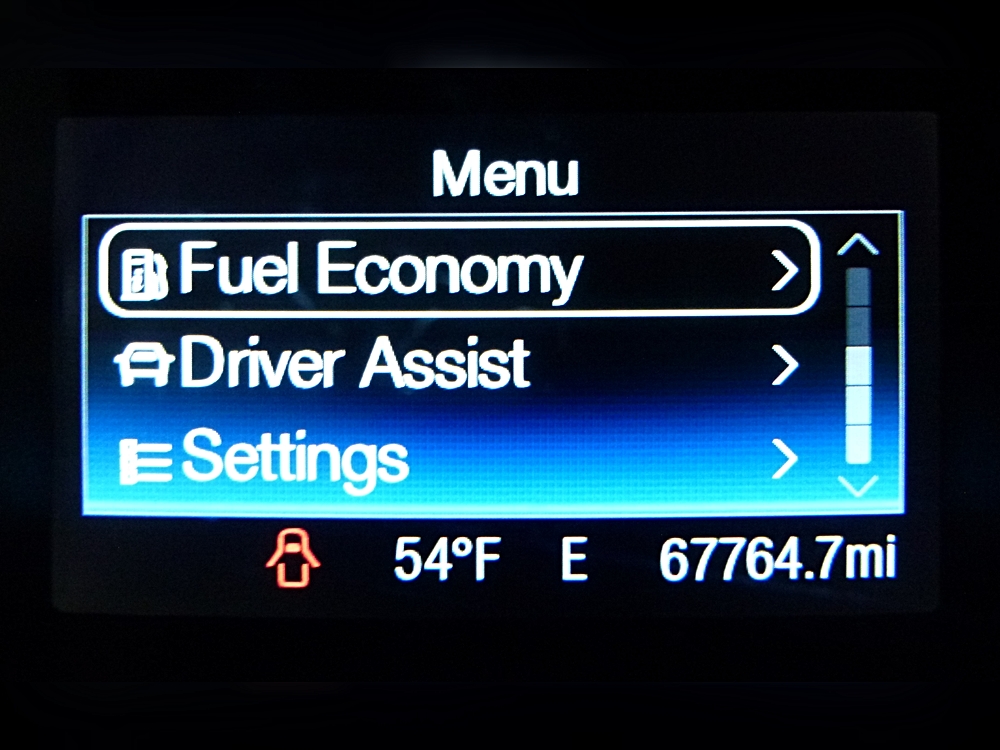 Menu
Fuel Economy
Driver Assist
Settings
54°F E 67764.7mi